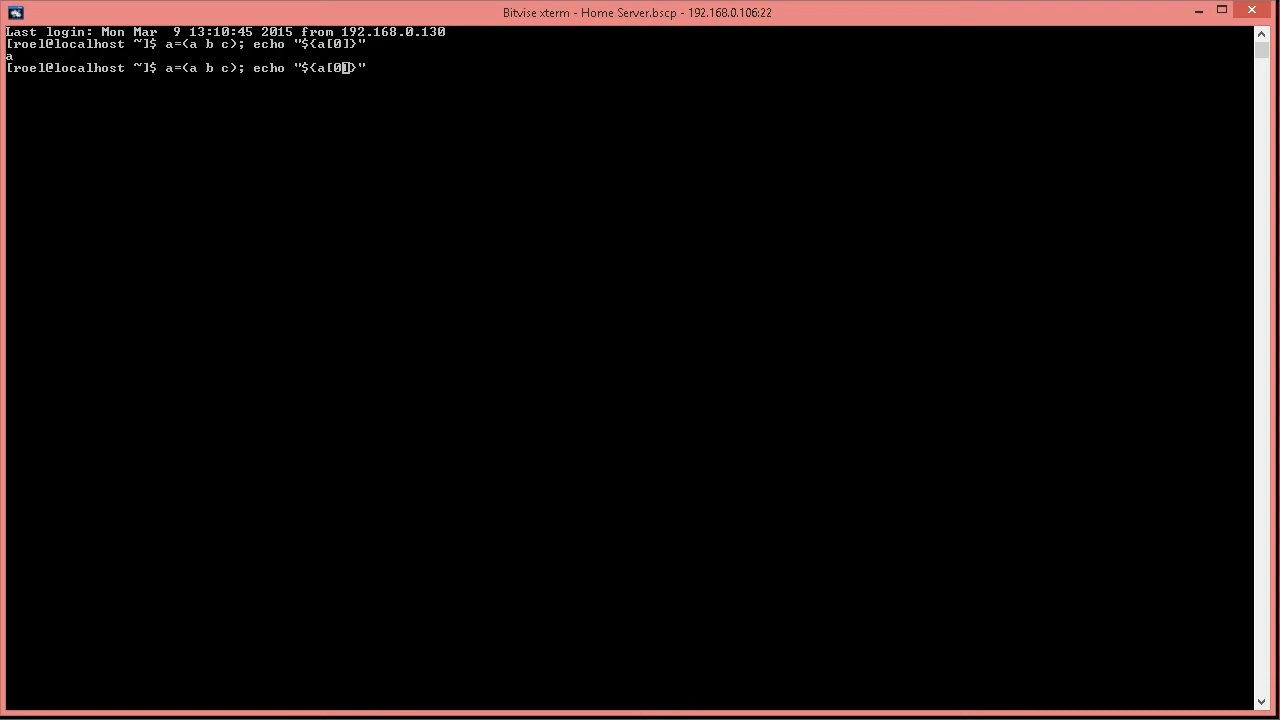 Bitvise xterm - Home Server.bscp - 192.168.0.106:22
Last login: Mon Mar  9 13:10:45 2015 from 192.168.0.130
[roel@localhost ~]$ a=(a b c); echo "${a[0]}"
a
[roel@localhost ~]$ a=(a b c); echo "${a[0]}"